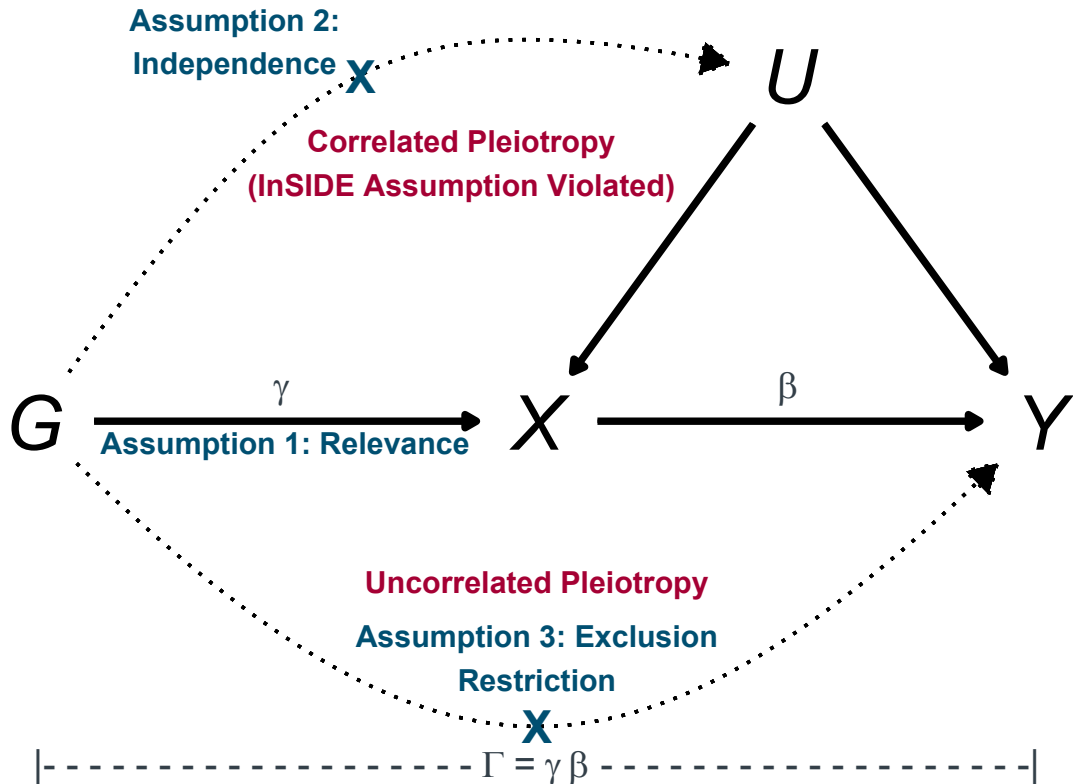 Assumption 2:
Independence
X
U
Correlated Pleiotropy
(InSIDE Assumption Violated)
γ
β
G
X
Y
Assumption 1: Relevance
Uncorrelated Pleiotropy
Assumption 3: Exclusion
Restriction
X
Γ = γ β